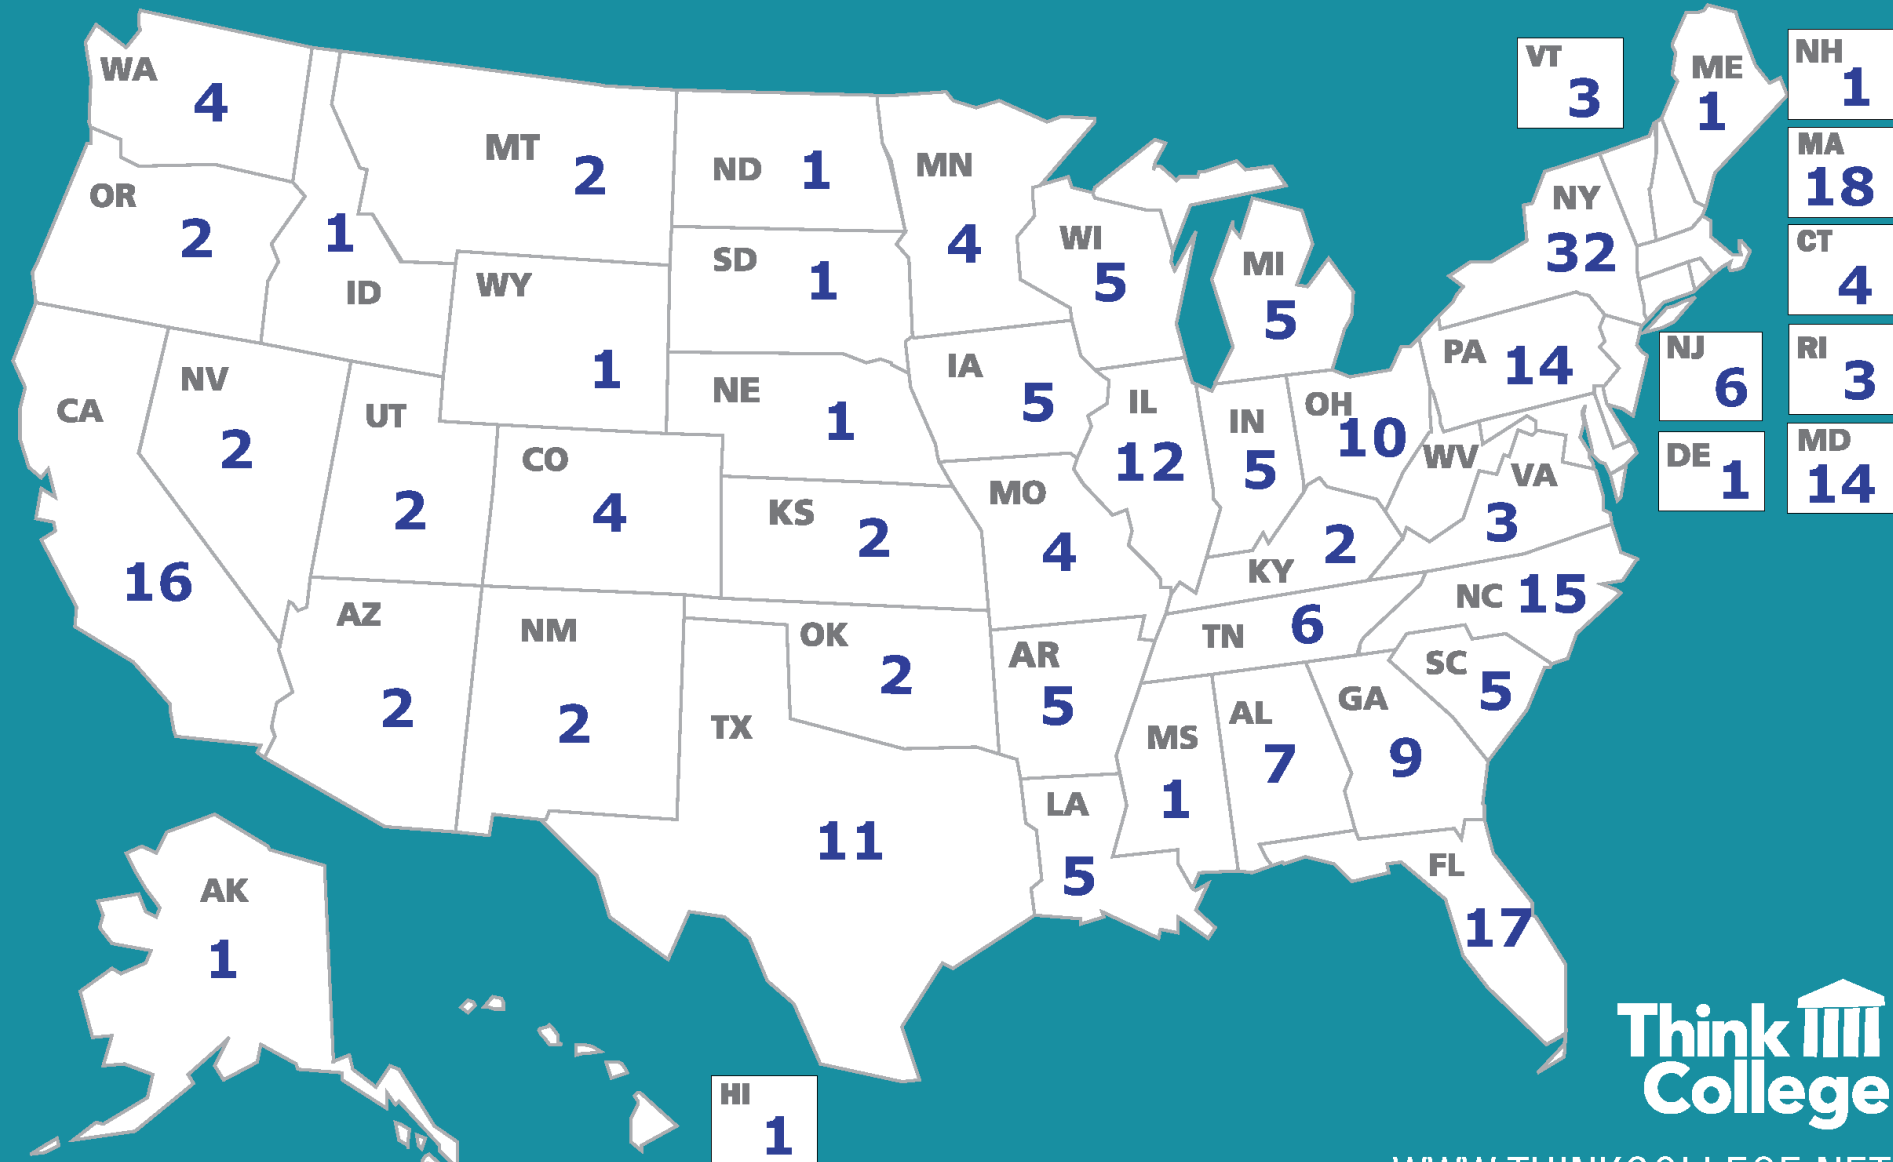 WA
4
OR
2
CA
16
NV
2
ID
1
MT
2
WY
1
UT
2
CO
4
AZ
2
NM
2
ND
1
SD
1
NE
1
KS
2
OK
2
TX
11
MN
4
IA
5
MO
4
AR
5
LA
5
WI
5
IL
12
MI
5
IN
5
OH
10
KY
2
TN
6
MS
1
AL
7
GA
9
FL
17
SC
5
NC
15
VA
3
WV
PA
14
NY
32
VT
3
ME
1
NH
1
MA
18
CT
4
RI
3
NJ
6
DE
1
MD
14
AK
1
HI
1
Think
College
WWW.THINKCOLLEGE.NET